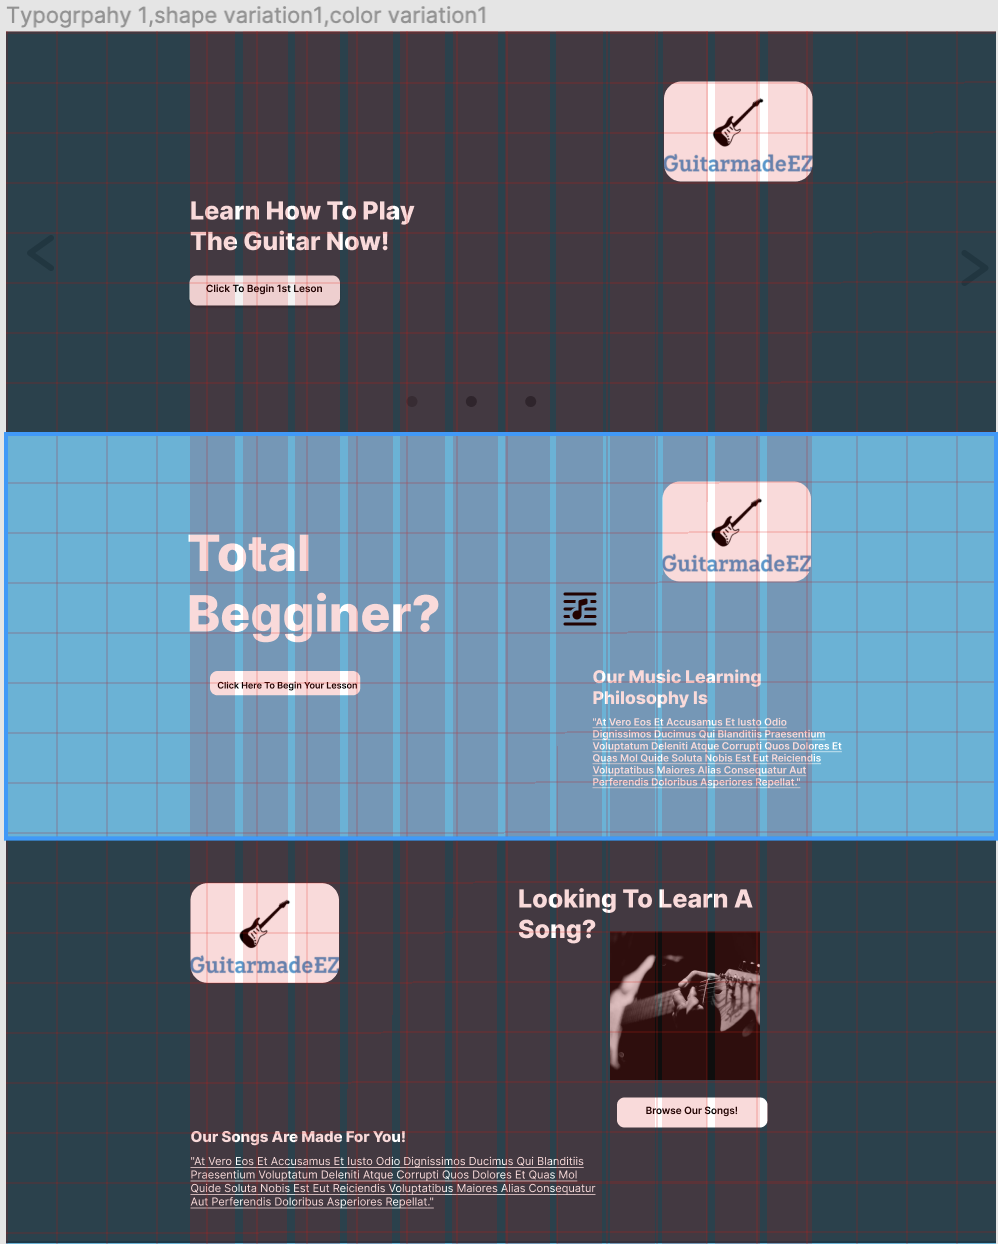 Typogrpahy 1,shape variation1,color variation1
GuitarmadeEZ
Learn How To Play
The Guitar Now!
Click To Begin 1st Leson
Total
Begginer?
GuitarmadeEZ
Click Here To Begin Your Lesson
Our Music Learning
Philosophy Is
"At Vero Eos Et Accusamus Et Iusto Odio
Dignissimos Ducimus Qui Blanditiis Praesentium
Voluptatum Deleniti Atque Corrupti Quos Dolores Et
Quas Mol Quide Soluta Nobis Est Eut Reiciendis
Voluptatibus Maiores Alias Consequatur Aut
Perferendis Doloribus Asperiores Repellat."
GuitarmadeEZ
Looking To Learn A
Song?
Browse Our Songs!
Our Songs Are Made For You!
"At Vero Eos Et Accusamus Et Iusto Odio Dignissimos Ducimus Qui Blanditiis
Praesentium Voluptatum Deleniti Atque Corrupti Quos Dolores Et Quas Mol
Quide Soluta Nobis Est Eut Reiciendis Voluptatibus Maiores Alias Consequatur
Aut Perferendis Doloribus Asperiores Repellat."